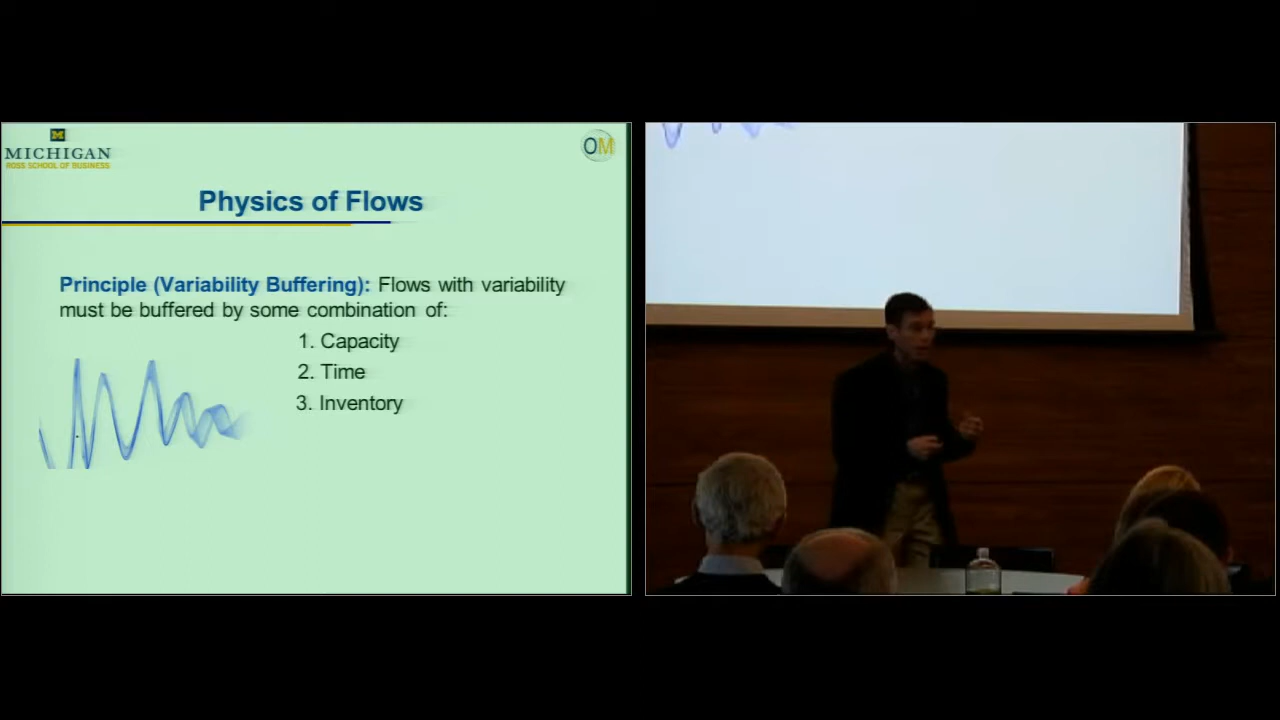 MICHIGAN
ROSS SCHOOL OF BUSINESS
OM
Physics of Flows
Principle (Variability Buffering): Flows with variability
must be buffered by some combination of:
1. Capacity
2. Time
3. Inventory